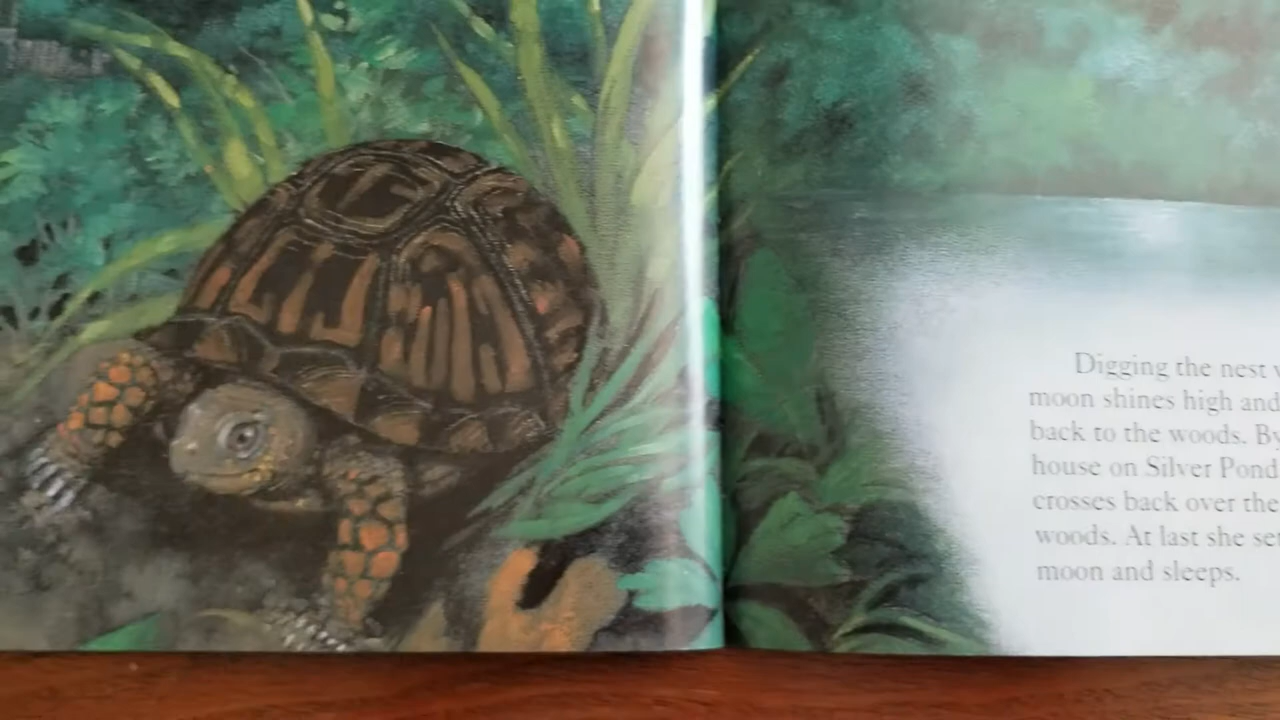 Digging the nest
moon shines high and
back to the woods. By
house on Silver Pond
crosses back over the
woods. At last she
moon and sleeps.